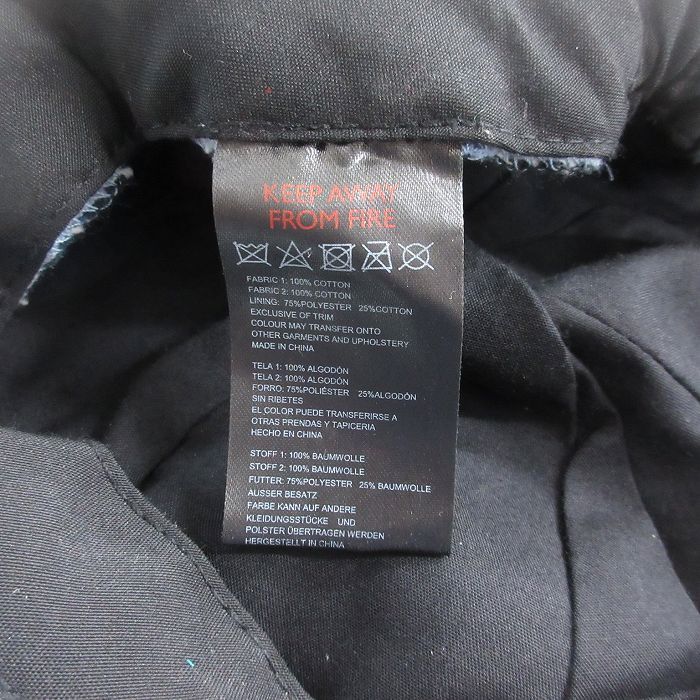 KEEP AWAY
FROM FIRE
FABRIC 1: 100% COTTON
FABRIC 2: 100% COTTON
LINING: 75%POLYESTER 25%COTTON
EXCLUSIVE OF TRIM
COLOUR MAY TRANSFER ONTO
OTHER GARMENTS AND UPHOLSTERY
MADE IN CHINA
TELA 1: 100% ALGODÓN
TELA 2: 100% ALGODÓN
FORRO: 75%POLIÉSTER 25%ALGODÓN
SIN RIBETES
EL COLOR PUEDE TRANSFERIRSE A
OTRAS PRENDAS Y TAPICERIA
HECHO EN CHINA
STOFF 1: 100% BAUMWOLLE
STOFF 2: 100% BAUMWOLLE
FUTTER: 75%POLYESTER 25% BAUMWOLLE
AUSSER BESATZ
FARBE KANN AUF ANDERE
KLEIDUNGSSTÜCKE UND
POLSTER ÜBERTRAGEN WERDEN
HERGESTELLT IN CHINA